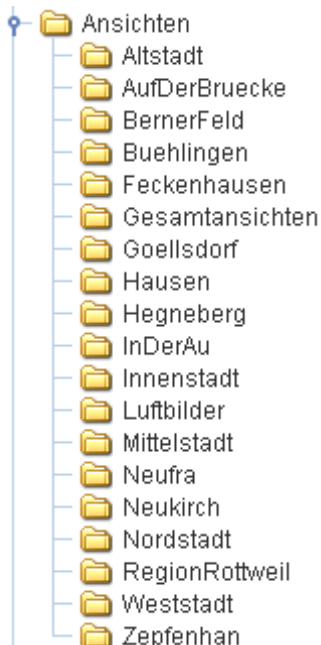 Ansichten
Altstadt
AufDerBruecke
BernerFeld
Buehlingen
Feckenhausen
Gesamtansichten
Goellsdorf
Hausen
Hegneberg
InDerAu
Innenstadt
Luftbilder
Mittelstadt
Neufra
Neukirch
Nordstadt
RegionRottweil
Weststadt
Zepfenhan